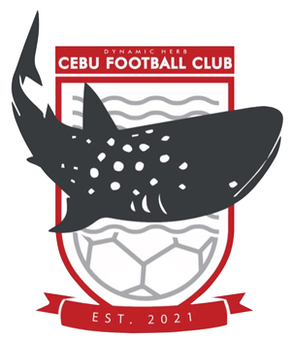 DYNAMIC HERB
CEBU FOOTBALL CLUB
EST. 2021